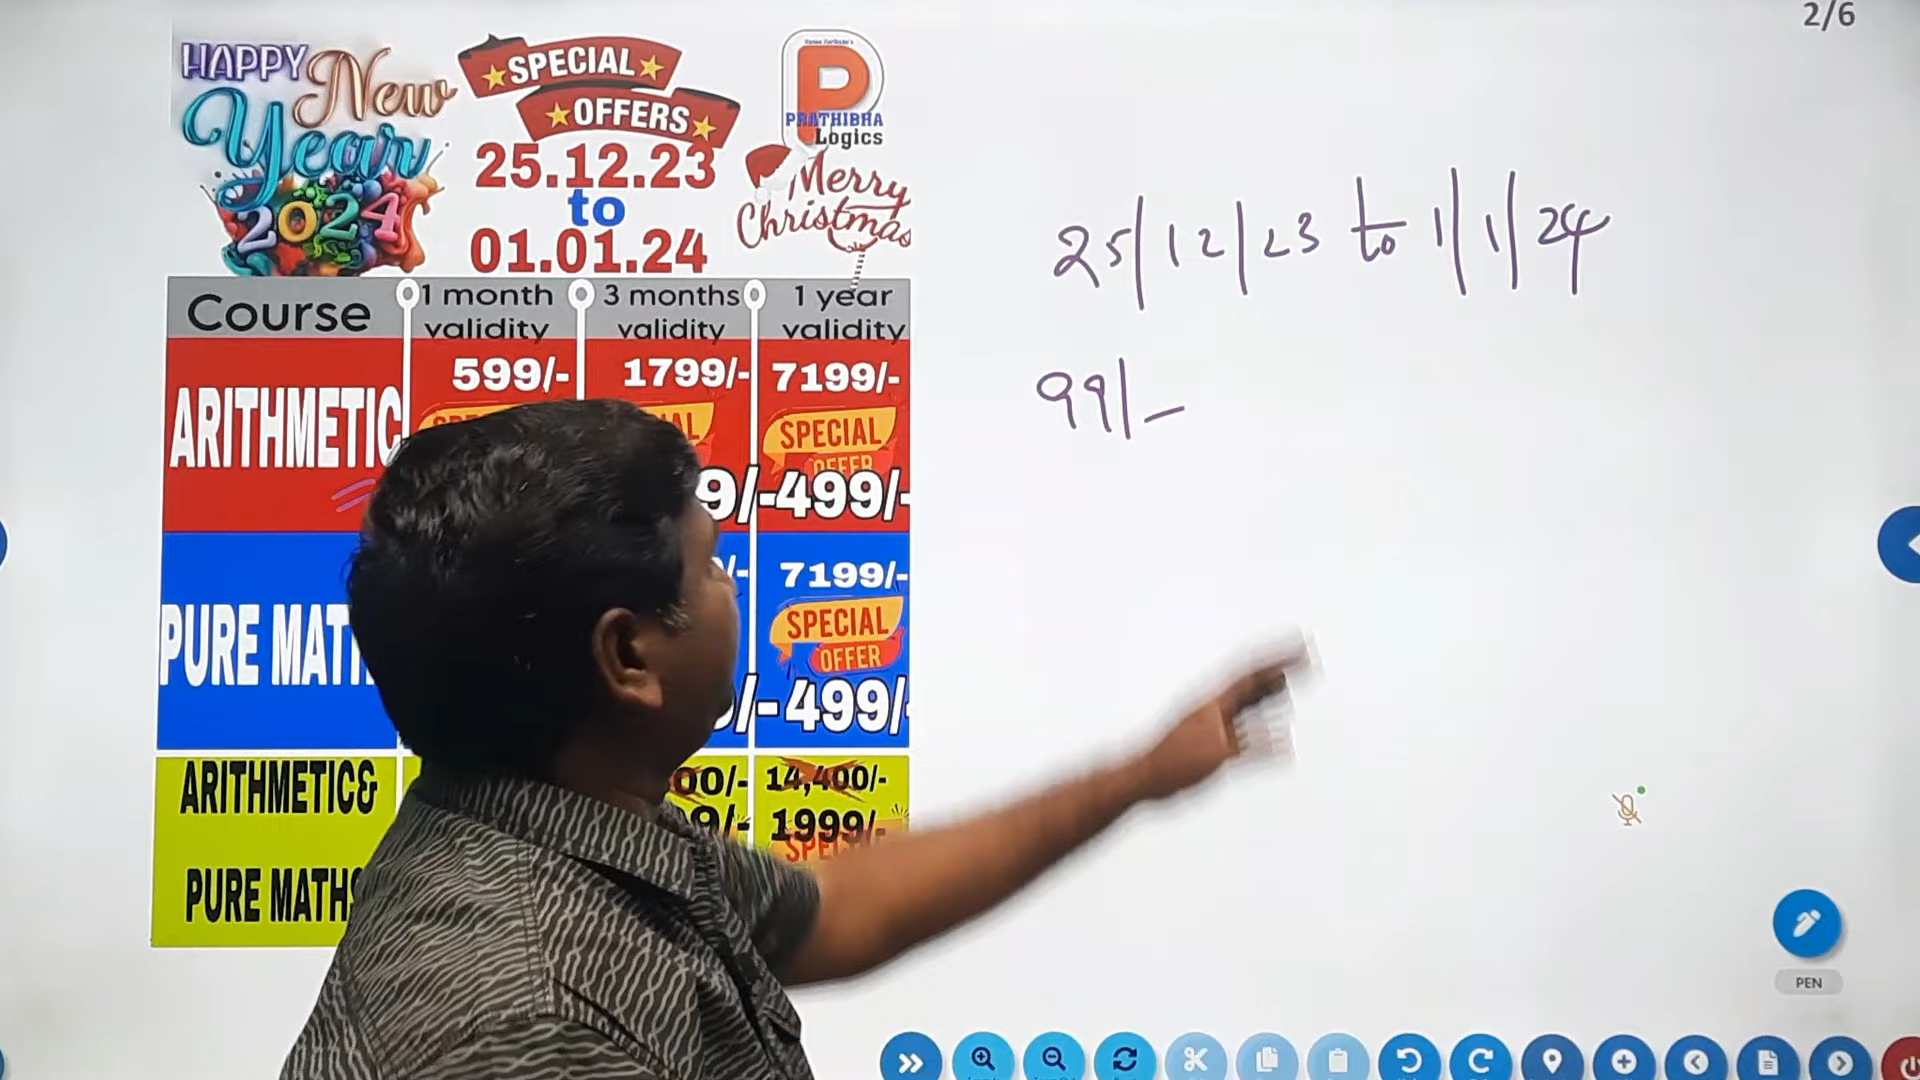 2/6
HAPPY New
Year
2024
SPECIAL
OFFERS
25.12.23
to
01.01.24
P
PRATHIBHA
Logics
Merry
Christmas
25/12/23 to 1/1/24
99/-
Course
1 month validity
3 months validity
1 year validity
ARITHMETIC
599/-
1799/-
7199/-
SPECIAL
OFFER
9/-
499/-
PURE MATH
/-
7199/-
SPECIAL
OFFER
/-
499/-
ARITHMETIC&
PURE MATHS
00/-
14,400/-
9/-
1999/-
PEN